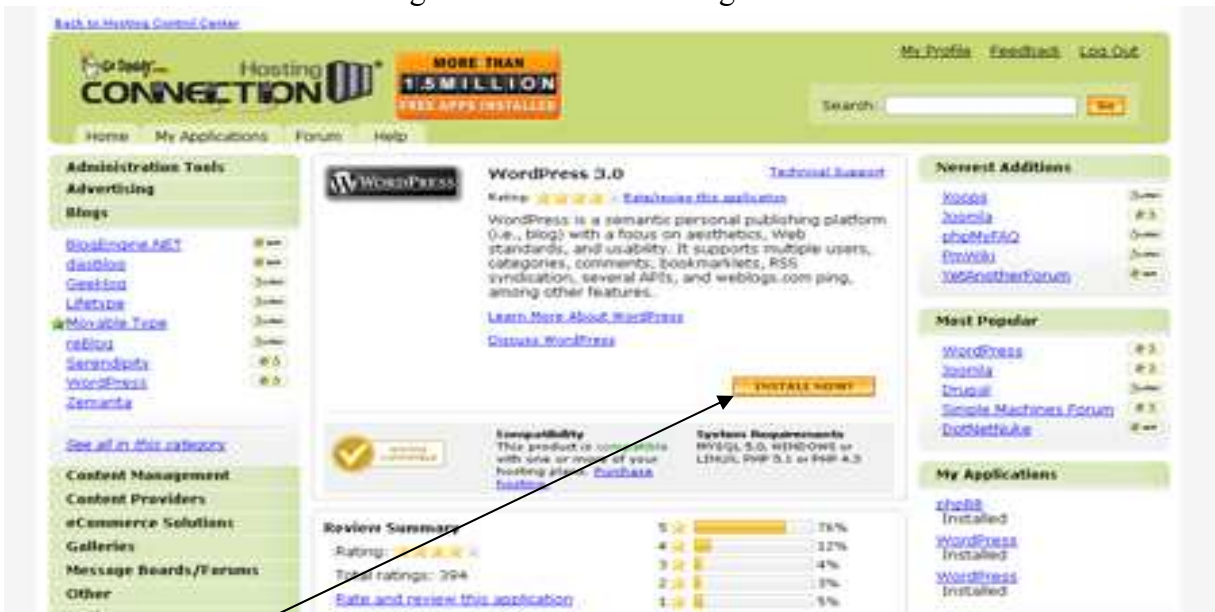 Back to Hosting Control Center
Go Daddy
Hosting
CONNECTION
MORE THAN
1.5 MILLION
FREE APPS INSTALLED
My Profile Feedback Log Out
Search:
Go
Home My Applications Forum Help
Administration Tools
Advertising
Blogs
BlogEngine.NET
dasBlog
Geeklog
Lifetype
Movable Type
reBlog
Serendipity
WordPress
Zemanta
See all in this category
Content Management
Content Providers
eCommerce Solutions
Galleries
Message Boards/Forums
Other
WORDPRESS
WordPress 3.0
Technical Support
Rating: Rate/review this application
WordPress is a semantic personal publishing platform
(i.e., blog) with a focus on aesthetics, Web
standards, and usability. It supports multiple users,
categories, comments, bookmarklets, RSS
syndication, several APIs, and weblogs.com ping,
among other features.
Learn More About WordPress
Discuss WordPress
INSTALL NOW!
Compatibility
This product is compatible
with one or more of your
hosting plans. Purchase
hosting
System Requirements
MYSQL 5.0, WINDOWS or
LINUX, PHP 5.1 or PHP 4.3
Review Summary
Rating:
Total ratings: 394
Rate and review this application
5 76%
4 12%
3 4%
2 3%
1 5%
Newest Additions
Xoops
Joomla
phpMyFAQ
PmWiki
YetAnotherForum
Most Popular
WordPress
Joomla
Drupal
Simple Machines Forum
DotNetNuke
My Applications
phpBB
Installed
WordPress
Installed
WordPress
Installed